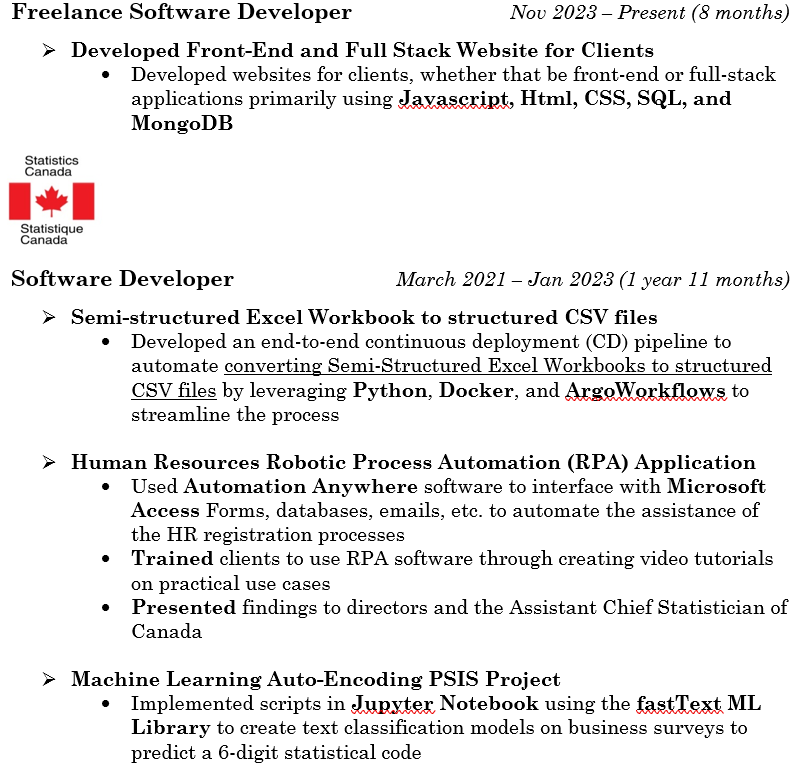 Freelance Software Developer Nov 2023 – Present (8 months)
➢ Developed Front-End and Full Stack Website for Clients
• Developed websites for clients, whether that be front-end or full-stack
applications primarily using Javascript, Html, CSS, SQL, and
MongoDB
Statistics
Canada
Statistique
Canada
Software Developer March 2021 – Jan 2023 (1 year 11 months)
➢ Semi-structured Excel Workbook to structured CSV files
• Developed an end-to-end continuous deployment (CD) pipeline to
automate converting Semi-Structured Excel Workbooks to structured
CSV files by leveraging Python, Docker, and ArgoWorkflows to
streamline the process
➢ Human Resources Robotic Process Automation (RPA) Application
• Used Automation Anywhere software to interface with Microsoft
Access Forms, databases, emails, etc. to automate the assistance of
the HR registration processes
• Trained clients to use RPA software through creating video tutorials
on practical use cases
• Presented findings to directors and the Assistant Chief Statistician of
Canada
➢ Machine Learning Auto-Encoding PSIS Project
• Implemented scripts in Jupyter Notebook using the fastText ML
Library to create text classification models on business surveys to
predict a 6-digit statistical code